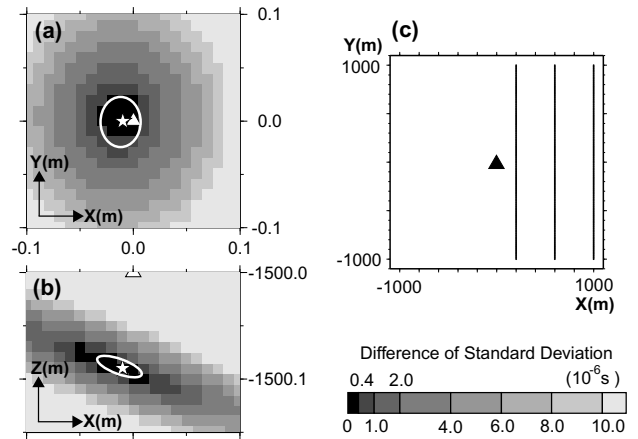 (a)
0.1
0.0
-0.1
Y(m)
X(m)
-0.1
0.0
0.1
(b)
-1500.0
-1500.1
Z(m)
X(m)
(c)
Y(m)
1000
-1000
-1000
1000
X(m)
Difference of Standard Deviation
0.4
2.0
(10-6s)
0
1.0
4.0
6.0
8.0
10.0